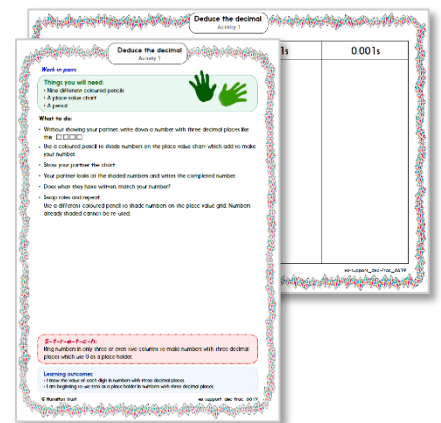 Deduce the decimal
Activity 1
1s
0.001s
ex-support_dec-frac_6619
Deduce the decimal
Activity 1
Work in pairs
Things you will need:
• Nine different coloured pencils
• A place value chart
• A pencil
What to do:
• Without showing your partner, write down a number with three decimal places like
this: □.□□□
• Use a coloured pencil to shade numbers on the place value chart which add to make
your number.
• Show your partner the chart.
• Your partner looks at the shaded numbers and writes the completed number.
• Does what they have written match your number?
• Swap roles and repeat.
Use a different coloured pencil to shade numbers on the place value grid. Numbers
already shaded cannot be re-used.
S-t-r-e-t-c-h:
Ring numbers in only three or even two columns to make numbers with three decimal
places which use 0 as a place holder.
Learning outcomes:
• I know the value of each digit in numbers with three decimal places.
• I am beginning to use zero as a place holder in numbers with three decimal places.
© Hamilton Trust
ex-support_dec-frac_6619